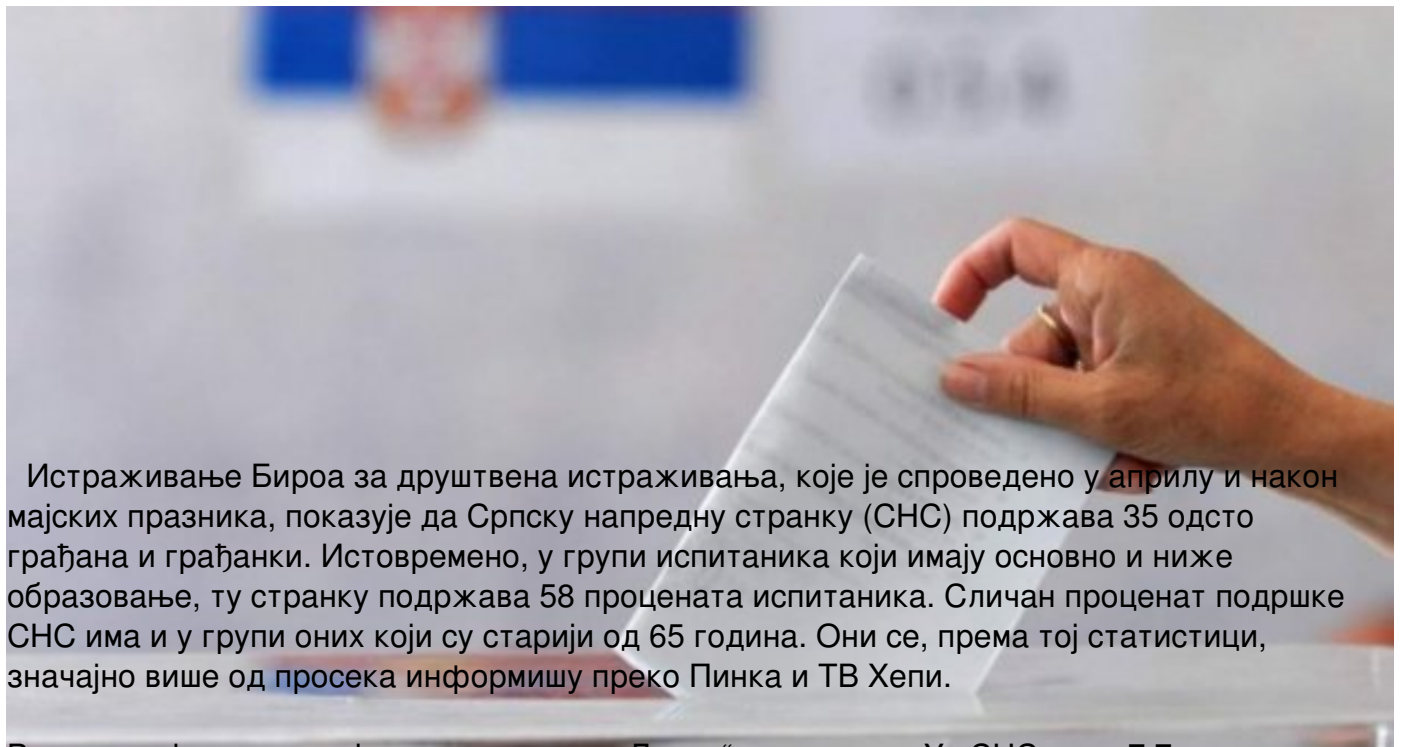 Истраживање Бироа за друштвена истраживања, које је спроведено у априлу и након
мајских празника, показује да Српску напредну странку (СНС) подржава 35 одсто
грађана и грађанки. Истовремено, у групи испитаника који имају основно и ниже
образовање, ту странку подржава 58 процената испитаника. Сличан проценат подршке
СНС има и у групи оних који су старији од 65 година. Они се, према тој статистици,
значајно више од просека информишу преко Пинка и ТВ Хепи.